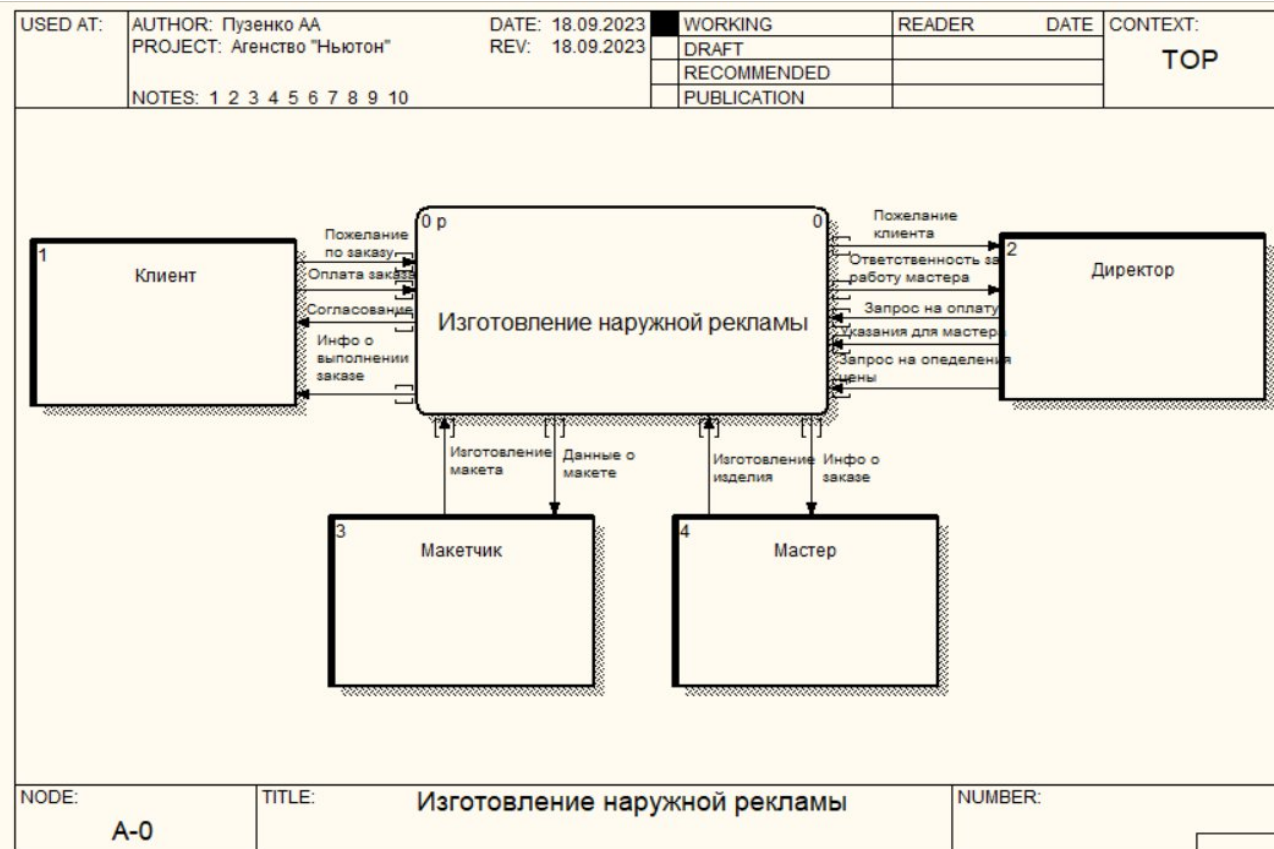 USED AT:
AUTHOR: Пузенко АА
DATE: 18.09.2023
PROJECT: Агенство "Ньютон"
REV: 18.09.2023
NOTES: 1 2 3 4 5 6 7 8 9 10
WORKING
DRAFT
RECOMMENDED
PUBLICATION
READER
DATE
CONTEXT:
TOP
1
Клиент
Пожелание
по заказу
Оплата заказа
Согласование
Инфо о
выполнении
заказе
0 р
0
Изготовление наружной рекламы
Пожелание
клиента
Ответственность за
работу мастера
Запрос на оплату
Указания для мастера
Запрос на опеделения
цены
2
Директор
Изготовление
макета
Данные о
макете
Изготовление
изделия
Инфо о
заказе
3
Макетчик
4
Мастер
NODE:
A-0
TITLE:
Изготовление наружной рекламы
NUMBER: